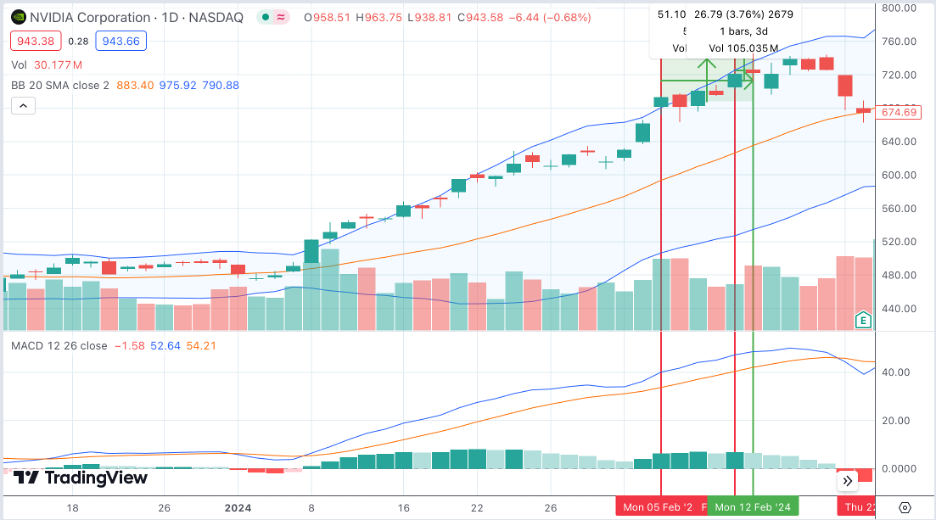 NVIDIA Corporation · 1D · NASDAQ
O958.51 H963.75 L938.81 C943.58 −6.44 (−0.68%)
943.38 0.28 943.66
Vol 30.177M
BB 20 SMA close 2 883.40 975.92 790.88
51.10 26.79 (3.76%) 2679
1 bars, 3d
Vol Vol 105.035M
800.00
760.00
720.00
674.69
640.00
600.00
560.00
520.00
480.00
440.00
E
MACD 12 26 close −1.58 52.64 54.21
40.00
20.00
0.0000
TradingView
18 26 2024 8 16 22 26 Mon 05 Feb '2 F Mon 12 Feb '24 Thu 22